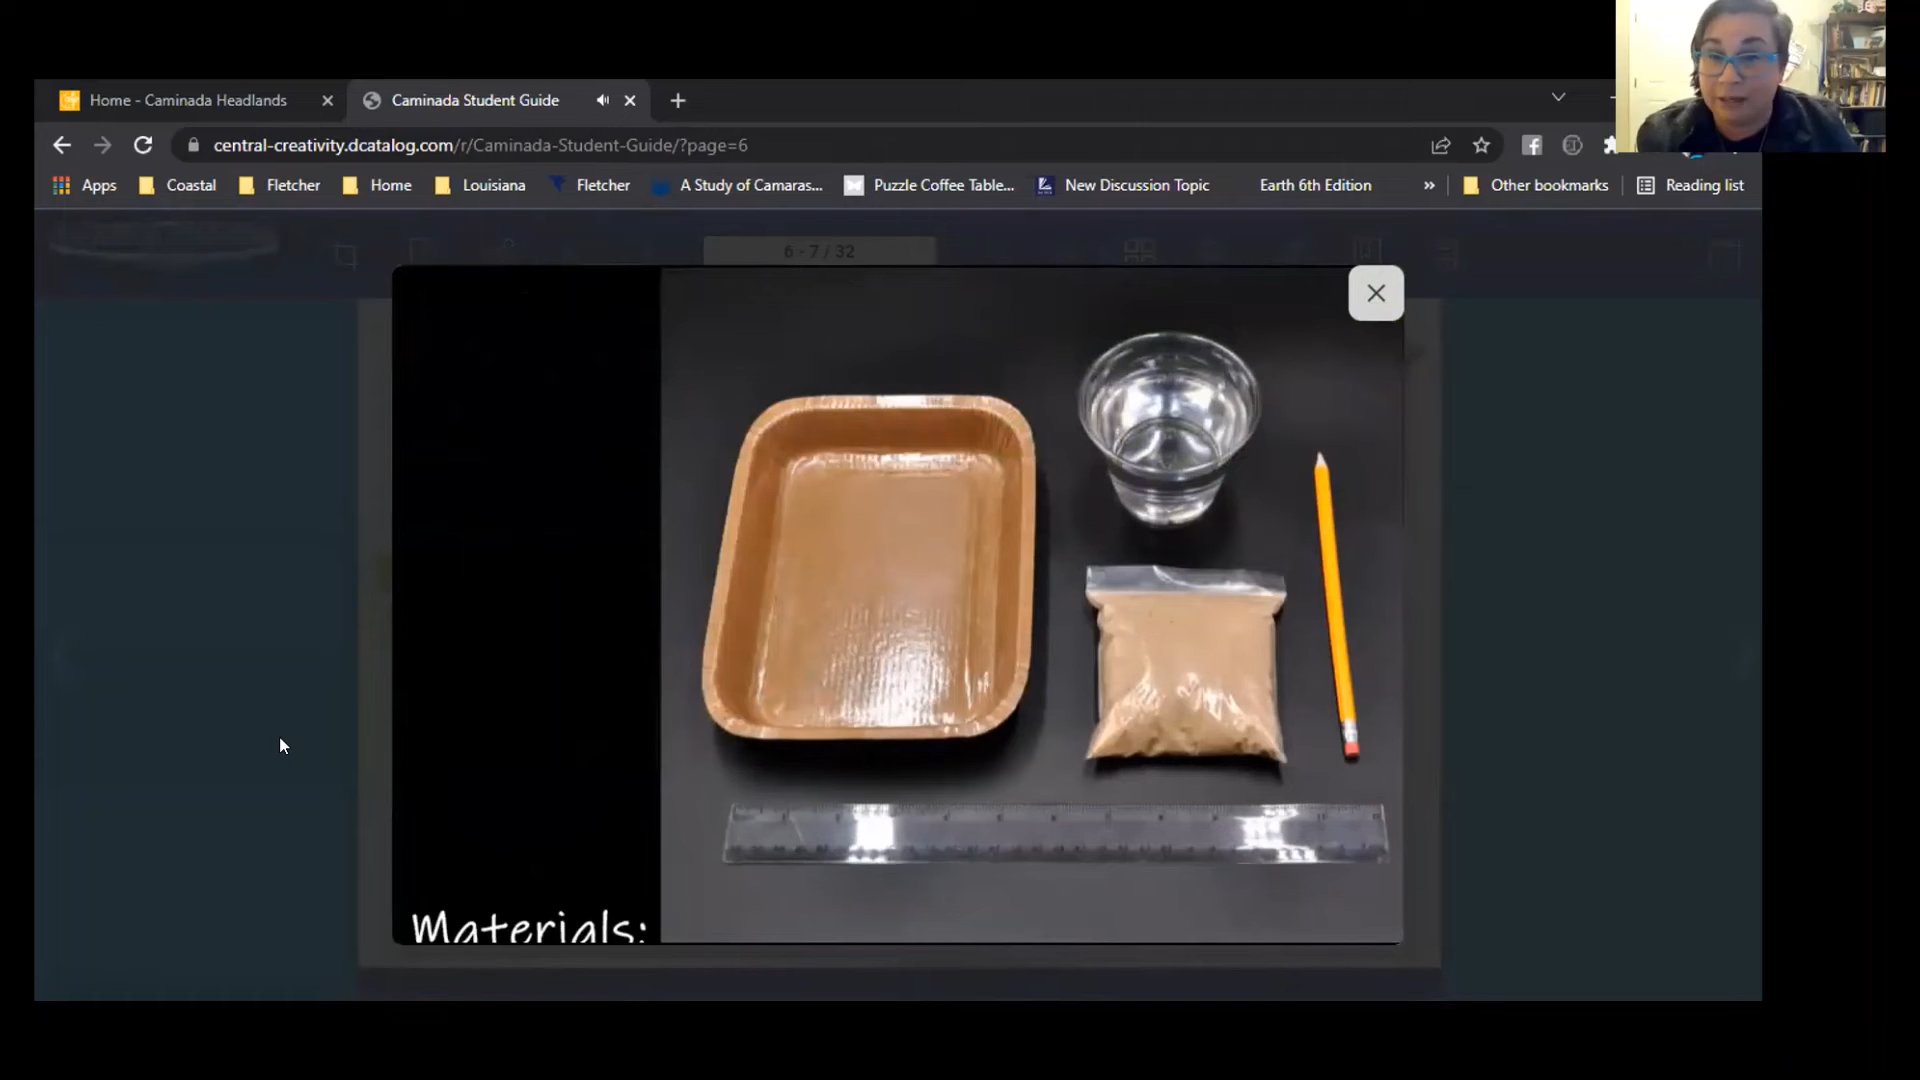 Home - Caminada Headlands
Caminada Student Guide
central-creativity.dcatalog.com/r/Caminada-Student-Guide/?page=6
Apps Coastal Fletcher Home Louisiana Fletcher A Study of Camaras... Puzzle Coffee Table... New Discussion Topic Earth 6th Edition » Other bookmarks Reading list
6 - 7 / 32
Materials: